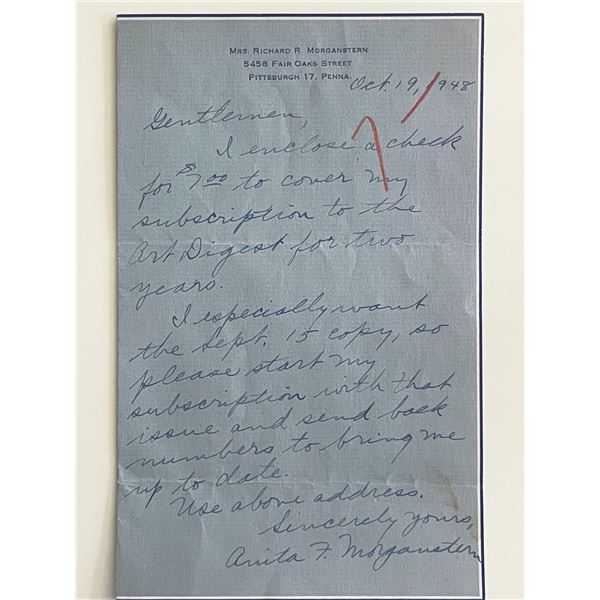 MRS. RICHARD R. MORGANSTERN
5458 FAIR OAKS STREET
PITTSBURGH 17, PENNA.
Oct. 19, 1948
Gentlemen,
I enclose a check
for $7.00 to cover my
subscription to the
Art Digest for two
years.
I especially want
the Sept. 15 copy, so
please start my
subscription with that
issue and send back
numbers to bring me
up to date.
Use above address.
Sincerely yours,
Anita F. Morganstern